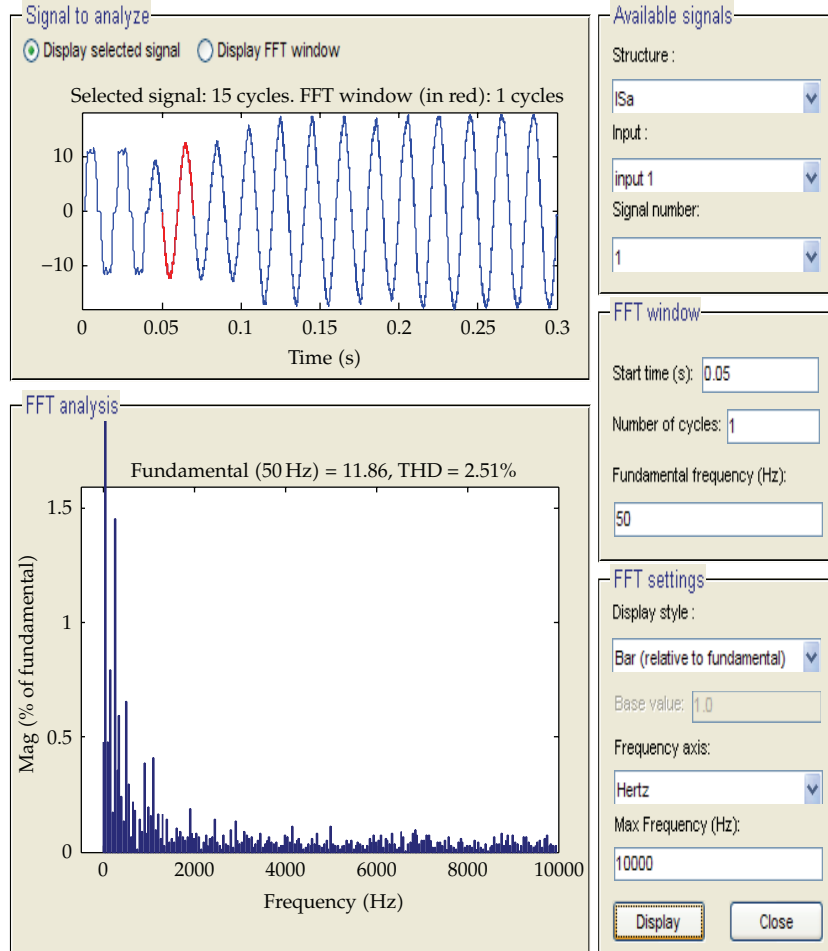 Signal to analyze
Display selected signal Display FFT window
Selected signal: 15 cycles. FFT window (in red): 1 cycles
10
0
−10
0 0.05 0.1 0.15 0.2 0.25 0.3
Time (s)
FFT analysis
Fundamental (50 Hz) = 11.86, THD = 2.51%
1.5
1
0.5
0
Mag (% of fundamental)
0 2000 4000 6000 8000 10000
Frequency (Hz)
Available signals
Structure :
ISa
Input :
input 1
Signal number:
1
FFT window
Start time (s): 0.05
Number of cycles: 1
Fundamental frequency (Hz):
50
FFT settings
Display style :
Bar (relative to fundamental)
Base value: 1.0
Frequency axis:
Hertz
Max Frequency (Hz):
10000
Display Close